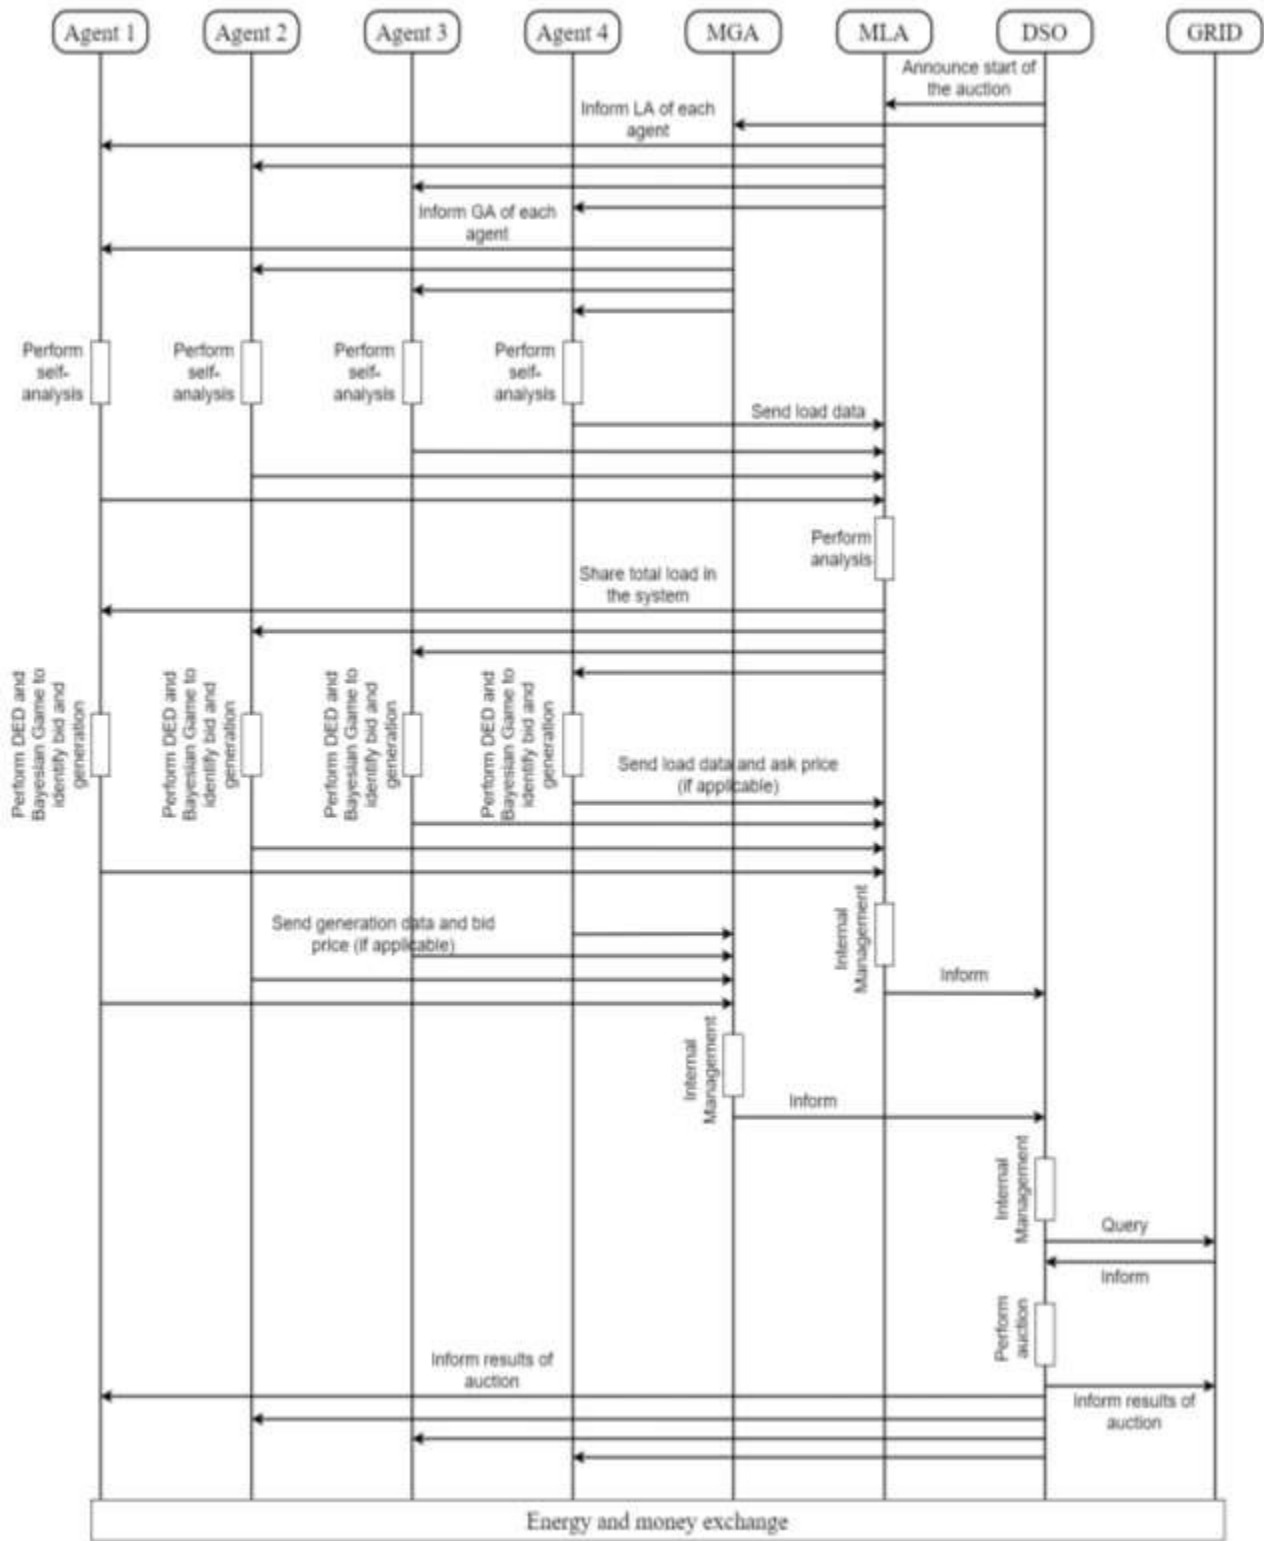 Agent 1
Agent 2
Agent 3
Agent 4
MGA
MLA
DSO
GRID
Announce start of
the auction
Inform LA of each
agent
Inform GA of each
agent
Perform
self-
analysis
Perform
self-
analysis
Perform
self-
analysis
Perform
self-
analysis
Send load data
Perform
analysis
Share total load in
the system
Perform DED and
Bayesian Game to
identify bid and
generation
Perform DED and
Bayesian Game to
identify bid and
generation
Perform DED and
Bayesian Game to
identify bid and
generation
Perform DED and
Bayesian Game to
identify bid and
generation
Send load data and ask price
(if applicable)
Internal
Management
Send generation data and bid
price (if applicable)
Inform
Internal
Management
Inform
Internal
Management
Query
Inform
Perform
auction
Inform results of
auction
Inform results of
auction
Energy and money exchange